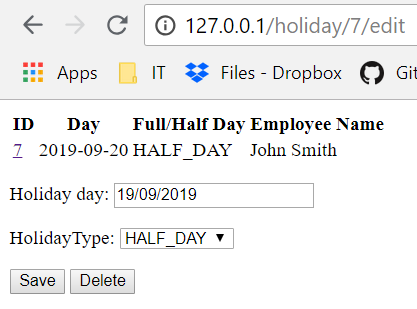 127.0.0.1/holiday/7/edit
Apps IT Files - Dropbox Git
ID Day Full/Half Day Employee Name
7 2019-09-20 HALF_DAY John Smith
Holiday day: 19/09/2019
HolidayType: HALF_DAY
Save Delete